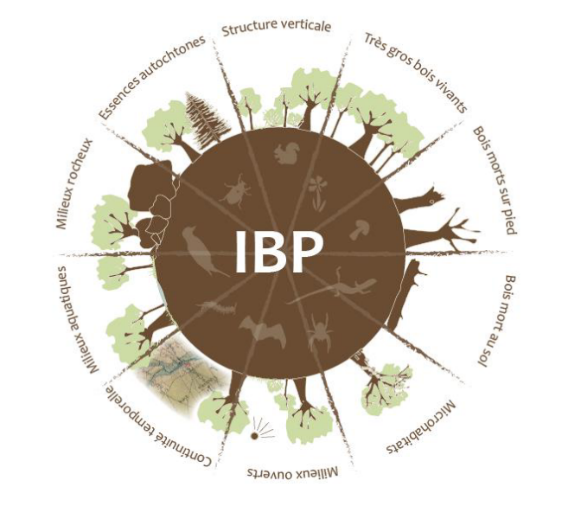 Structure verticale
Très gros bois vivants
Bois morts sur pied
Bois mort au sol
Microhabitats
Milieux ouverts
Continuité temporelle
Milieux aquatiques
Milieux rocheux
Essences autochtones
IBP